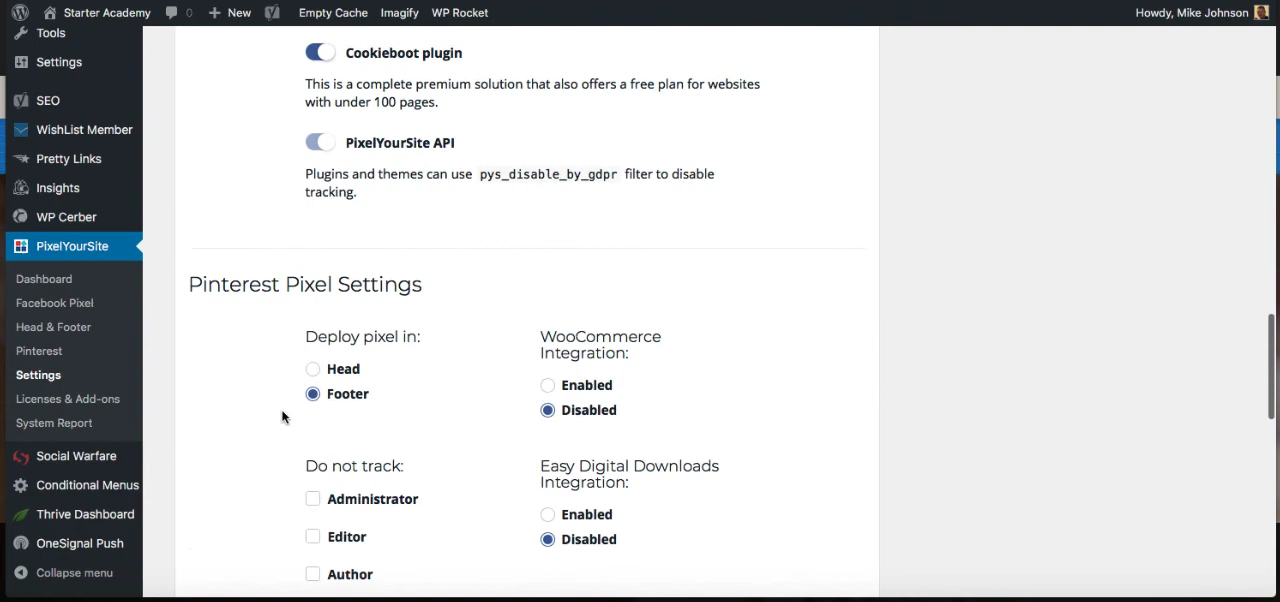 Starter Academy 0 New Empty Cache Imagify WP Rocket Howdy, Mike Johnson
Tools
Settings
SEO
WishList Member
Pretty Links
Insights
WP Cerber
PixelYourSite
Dashboard
Facebook Pixel
Head & Footer
Pinterest
Settings
Licenses & Add-ons
System Report
Social Warfare
Conditional Menus
Thrive Dashboard
OneSignal Push
Collapse menu
Cookieboot plugin
This is a complete premium solution that also offers a free plan for websites
with under 100 pages.
PixelYourSite API
Plugins and themes can use pys_disable_by_gdpr filter to disable
tracking.
Pinterest Pixel Settings
Deploy pixel in:
Head
Footer
WooCommerce
Integration:
Enabled
Disabled
Do not track:
Administrator
Editor
Author
Easy Digital Downloads
Integration:
Enabled
Disabled